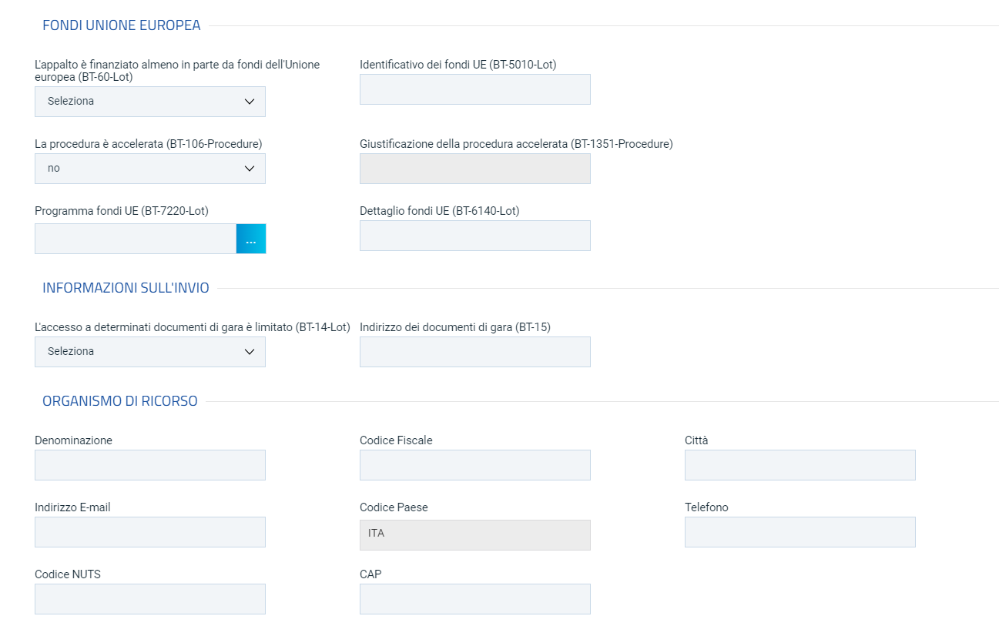 FONDI UNIONE EUROPEA
L'appalto è finanziato almeno in parte da fondi dell'Unione
europea (BT-60-Lot)
Seleziona
Identificativo dei fondi UE (BT-5010-Lot)
La procedura è accelerata (BT-106-Procedure)
no
Giustificazione della procedura accelerata (BT-1351-Procedure)
Programma fondi UE (BT-7220-Lot)
...
Dettaglio fondi UE (BT-6140-Lot)
INFORMAZIONI SULL'INVIO
L'accesso a determinati documenti di gara è limitato (BT-14-Lot)
Seleziona
Indirizzo dei documenti di gara (BT-15)
ORGANISMO DI RICORSO
Denominazione
Codice Fiscale
Città
Indirizzo E-mail
Codice Paese
ITA
Telefono
Codice NUTS
CAP